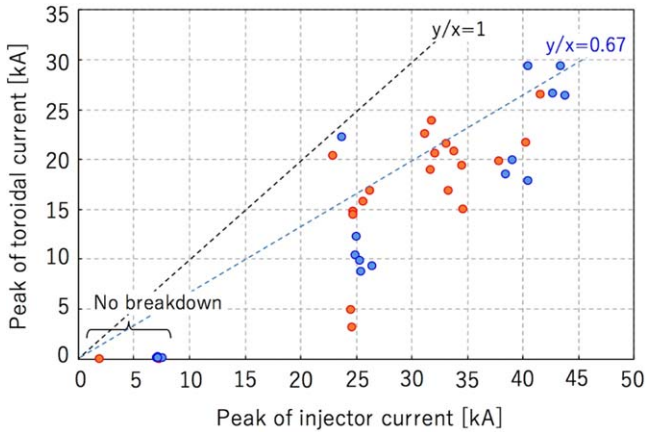 35
30
25
20
15
10
5
0
Peak of toroidal current [kA]
y/x=1
y/x=0.67
No breakdown
0 5 10 15 20 25 30 35 40 45 50
Peak of injector current [kA]